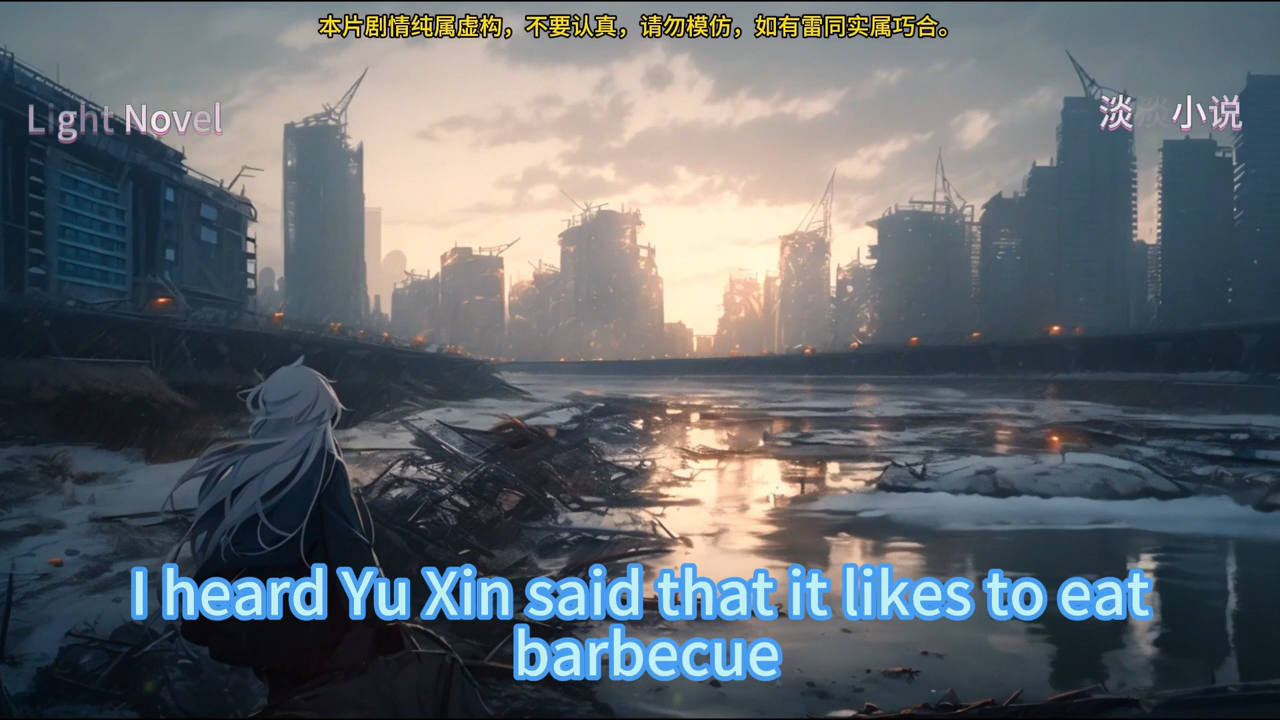 本片剧情纯属虚构，不要认真，请勿模仿，如有雷同实属巧合。
Light Novel
淡淡小说
I heard Yu Xin said that it likes to eat
barbecue